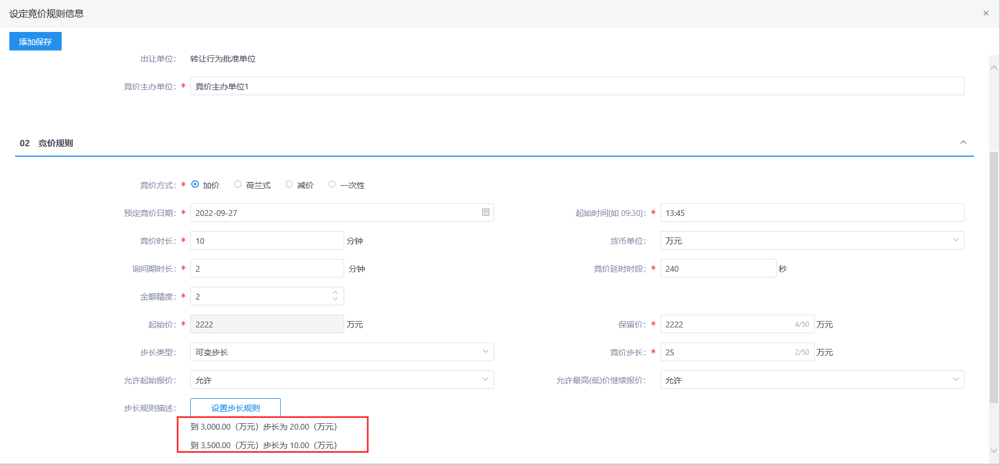 设定竞价规则信息
×
添加保存
出让单位： 转让行为批准单位
竞价主办单位：* 竞价主办单位1
02 竞价规则
竞价方式：* 加价 荷兰式 减价 一次性
预定竞价日期：* 2022-09-27 起始时间[如 09:30]：* 13:45
竞价时长：* 10 分钟 货币单位： 万元
询问期时长：* 2 分钟 竞价延时时段：* 240 秒
金额精度：* 2
起始价：* 2222 万元 保留价：* 2222 4/50 万元
步长类型： 可变步长 竞价步长：* 25 2/50 万元
允许起始报价： 允许 允许最高(低)价继续报价： 允许
步长规则描述： 设置步长规则
到 3,000.00（万元）步长为 20.00（万元）
到 3,500.00（万元）步长为 10.00（万元）